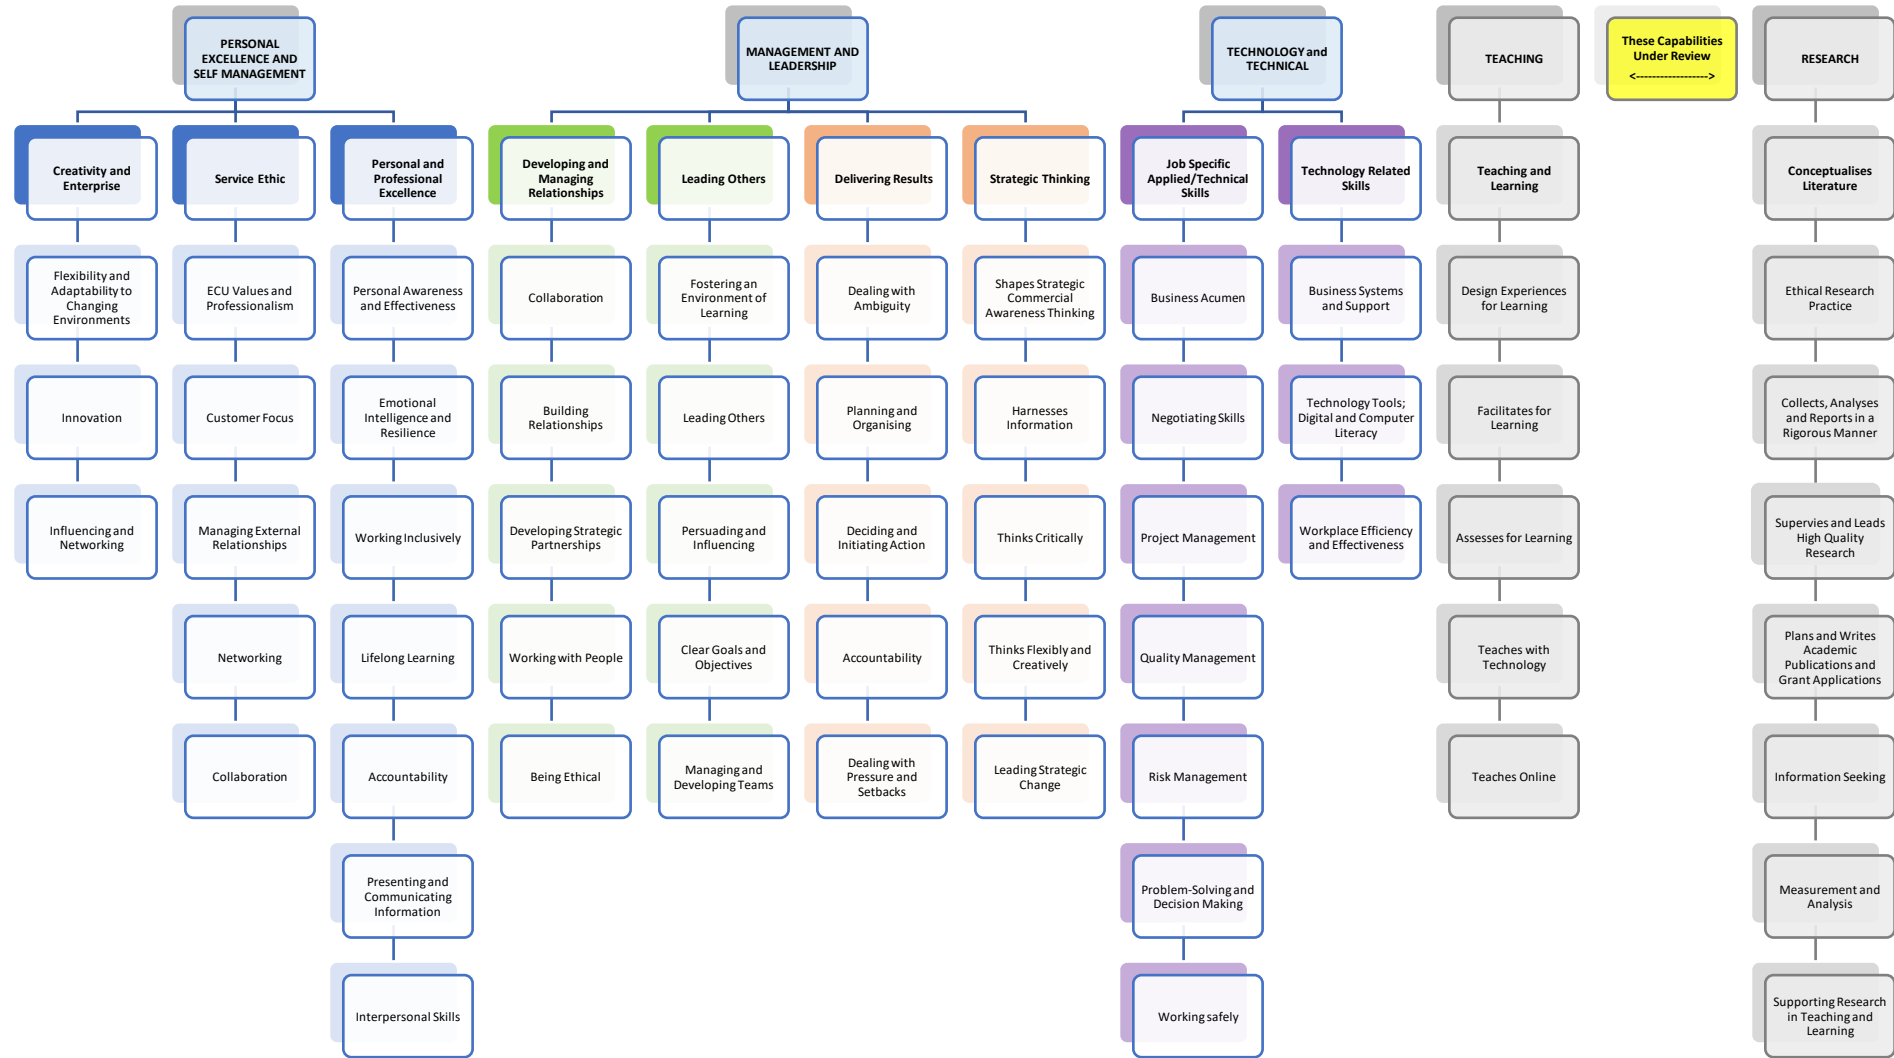 PERSONAL
EXCELLENCE AND
SELF MANAGEMENT
MANAGEMENT AND
LEADERSHIP
TECHNOLOGY and
TECHNICAL
TEACHING
These Capabilities
Under Review
<------------------->
RESEARCH
Creativity and
Enterprise
Service Ethic
Personal and
Professional
Excellence
Developing and
Managing
Relationships
Leading Others
Delivering Results
Strategic Thinking
Job Specific
Applied/Technical
Skills
Technology Related
Skills
Teaching and
Learning
Conceptualises
Literature
Flexibility and
Adaptability to
Changing
Environments
ECU Values and
Professionalism
Personal Awareness
and Effectiveness
Collaboration
Fostering an
Environment of
Learning
Dealing with
Ambiguity
Shapes Strategic
Commercial
Awareness Thinking
Business Acumen
Business Systems
and Support
Design Experiences
for Learning
Ethical Research
Practice
Innovation
Customer Focus
Emotional
Intelligence and
Resilience
Building
Relationships
Leading Others
Planning and
Organising
Harnesses
Information
Negotiating Skills
Technology Tools;
Digital and Computer
Literacy
Facilitates for
Learning
Collects, Analyses
and Reports in a
Rigorous Manner
Influencing and
Networking
Managing External
Relationships
Working Inclusively
Developing Strategic
Partnerships
Persuading and
Influencing
Deciding and
Initiating Action
Thinks Critically
Project Management
Workplace Efficiency
and Effectiveness
Assesses for Learning
Supervies and Leads
High Quality
Research
Networking
Lifelong Learning
Working with People
Clear Goals and
Objectives
Accountability
Thinks Flexibly and
Creatively
Quality Management
Teaches with
Technology
Plans and Writes
Academic
Publications and
Grant Applications
Collaboration
Accountability
Being Ethical
Managing and
Developing Teams
Dealing with
Pressure and
Setbacks
Leading Strategic
Change
Risk Management
Teaches Online
Information Seeking
Presenting and
Communicating
Information
Problem-Solving and
Decision Making
Measurement and
Analysis
Interpersonal Skills
Working safely
Supporting Research
in Teaching and
Learning